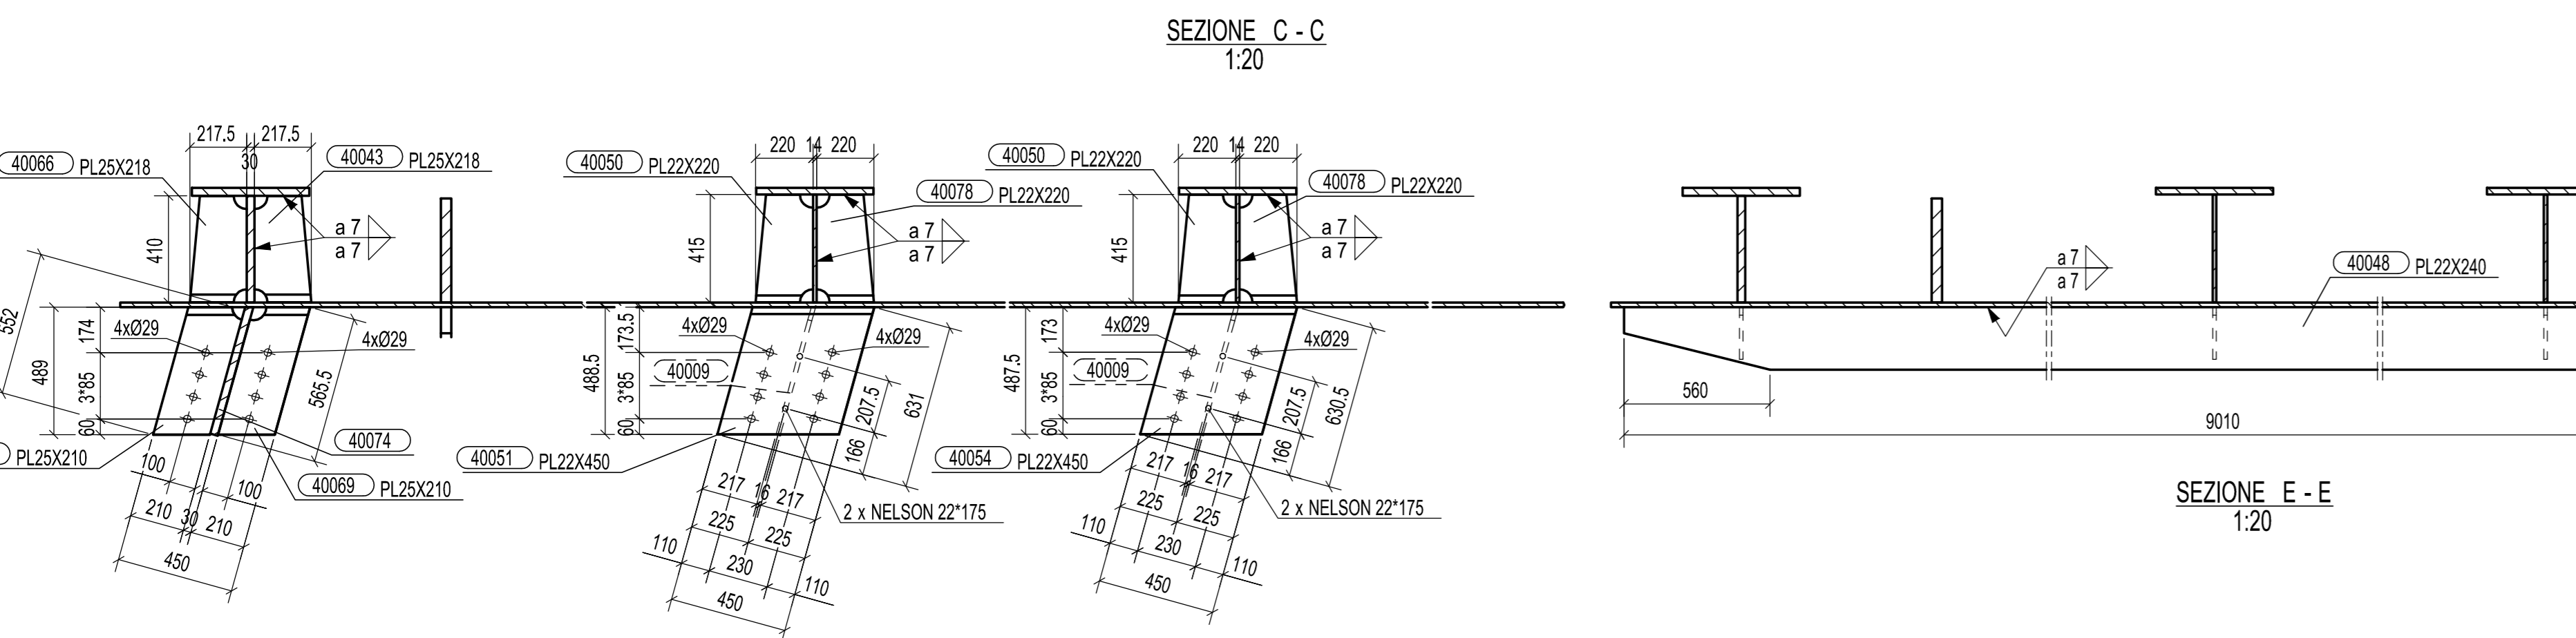 SEZIONE C - C
1:20
217.5
217.5
30
40066 PL25X218
40043 PL25X218
410
a 7
a 7
552
489
174
3*85
60
4xØ29
4xØ29
565.5
PL25X210
40074
40069 PL25X210
100
100
210
30
210
450
220
14
220
40050 PL22X220
40078 PL22X220
415
a 7
a 7
488.5
173.5
3*85
60
4xØ29
4xØ29
40009
207.5
631
166
40051 PL22X450
217
16
217
2 x NELSON 22*175
225
225
110
230
110
450
220
14
220
40050 PL22X220
40078 PL22X220
415
a 7
a 7
487.5
173
3*85
60
4xØ29
4xØ29
40009
207.5
630.5
166
40054 PL22X450
217
16
217
2 x NELSON 22*175
225
225
110
230
110
450
a 7
a 7
40048 PL22X240
560
9010
SEZIONE E - E
1:20